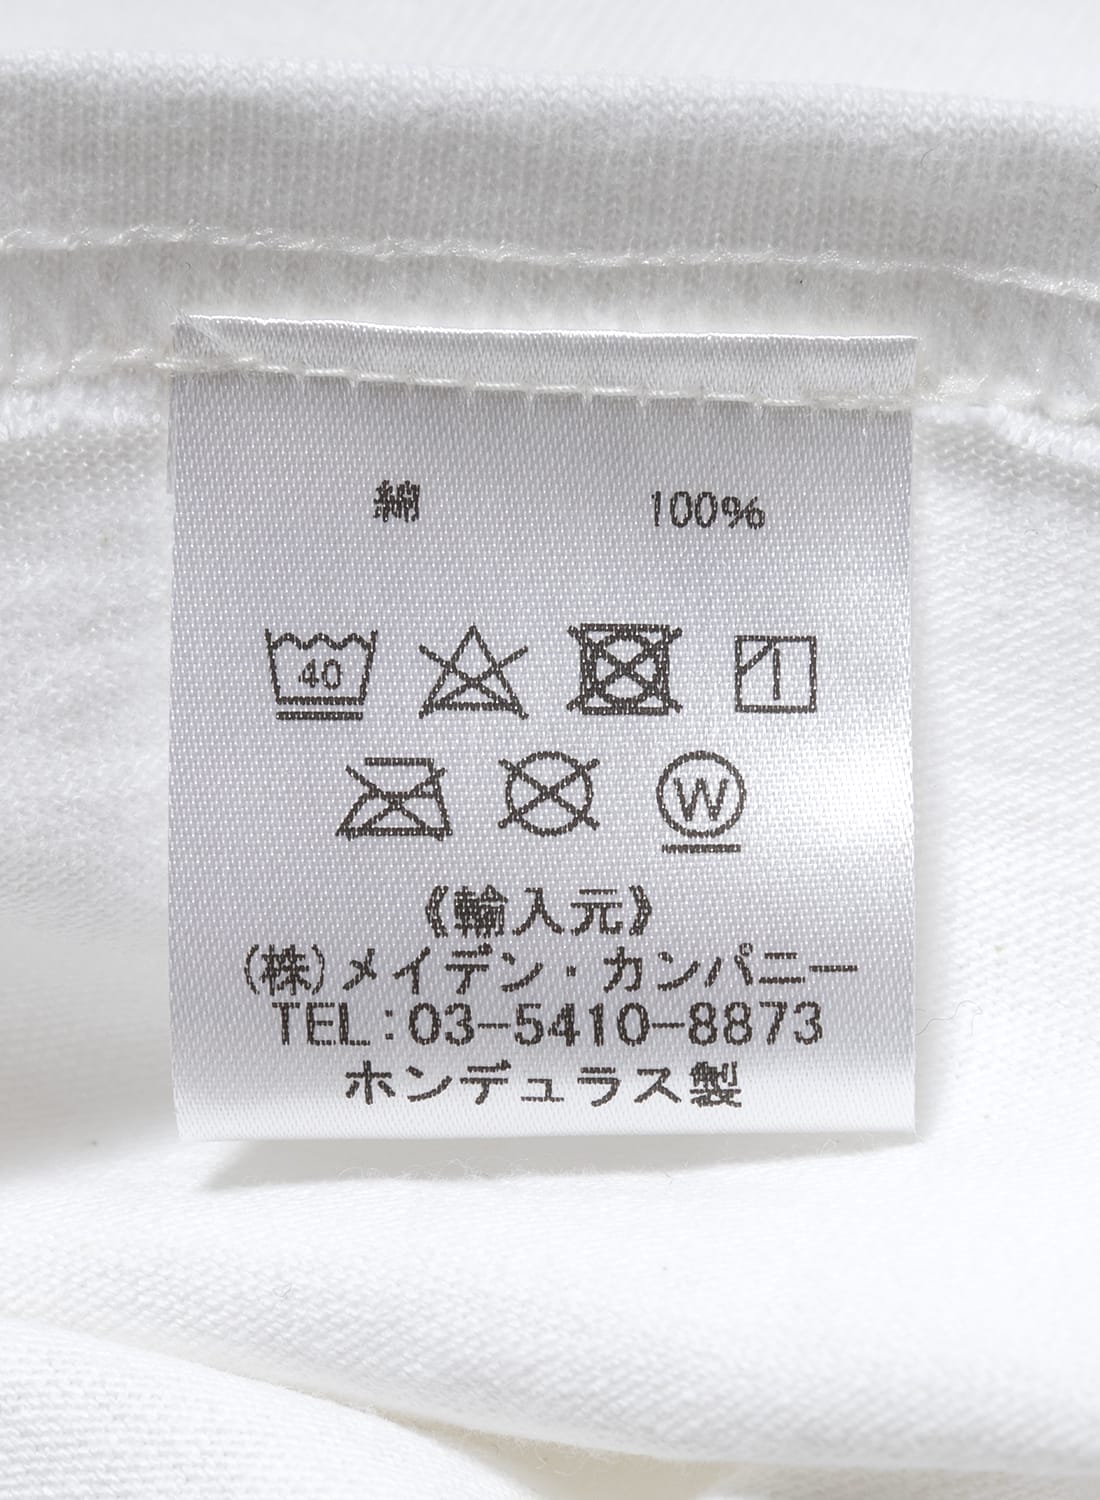 綿 100%
40
W
《輸入元》
(株)メイデン・カンパニー
TEL:03-5410-8873
ホンデュラス製